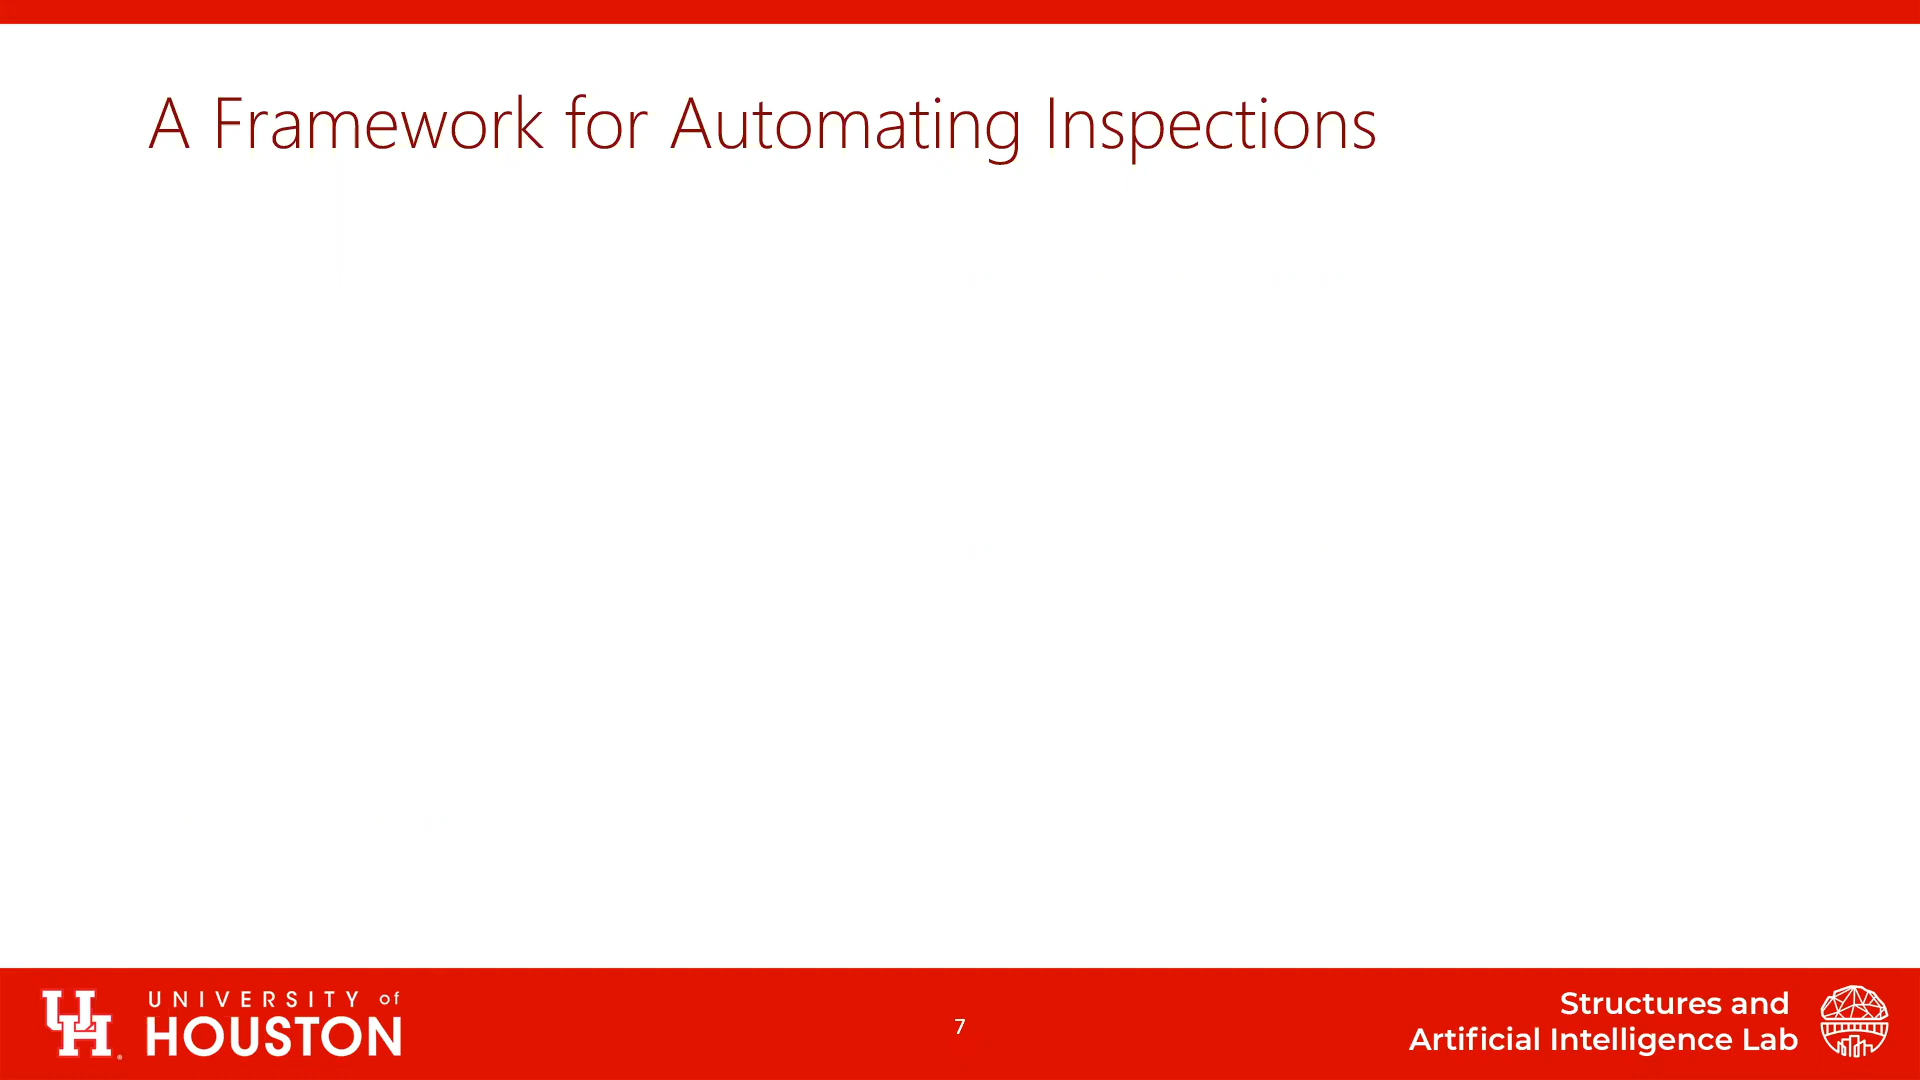 A Framework for Automating Inspections
UNIVERSITY of
HOUSTON
7
Structures and
Artificial Intelligence Lab